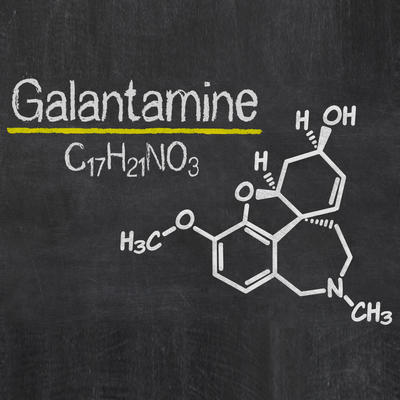 Galantamine
C₁₇H₂₁NO₃
H OH
H
O
O
H₃C
N
CH₃